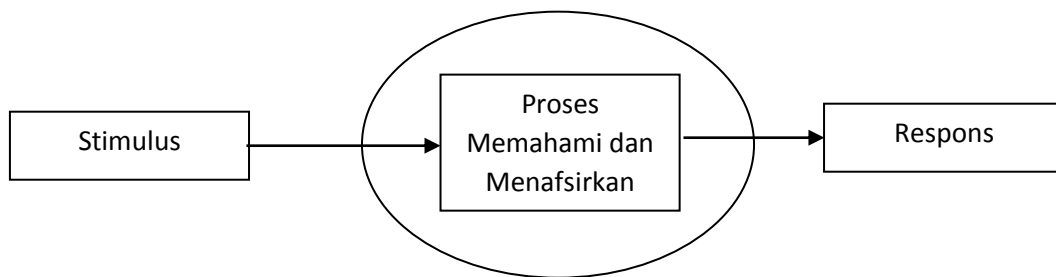 Stimulus
Proses
Memahami dan
Menafsirkan
Respons